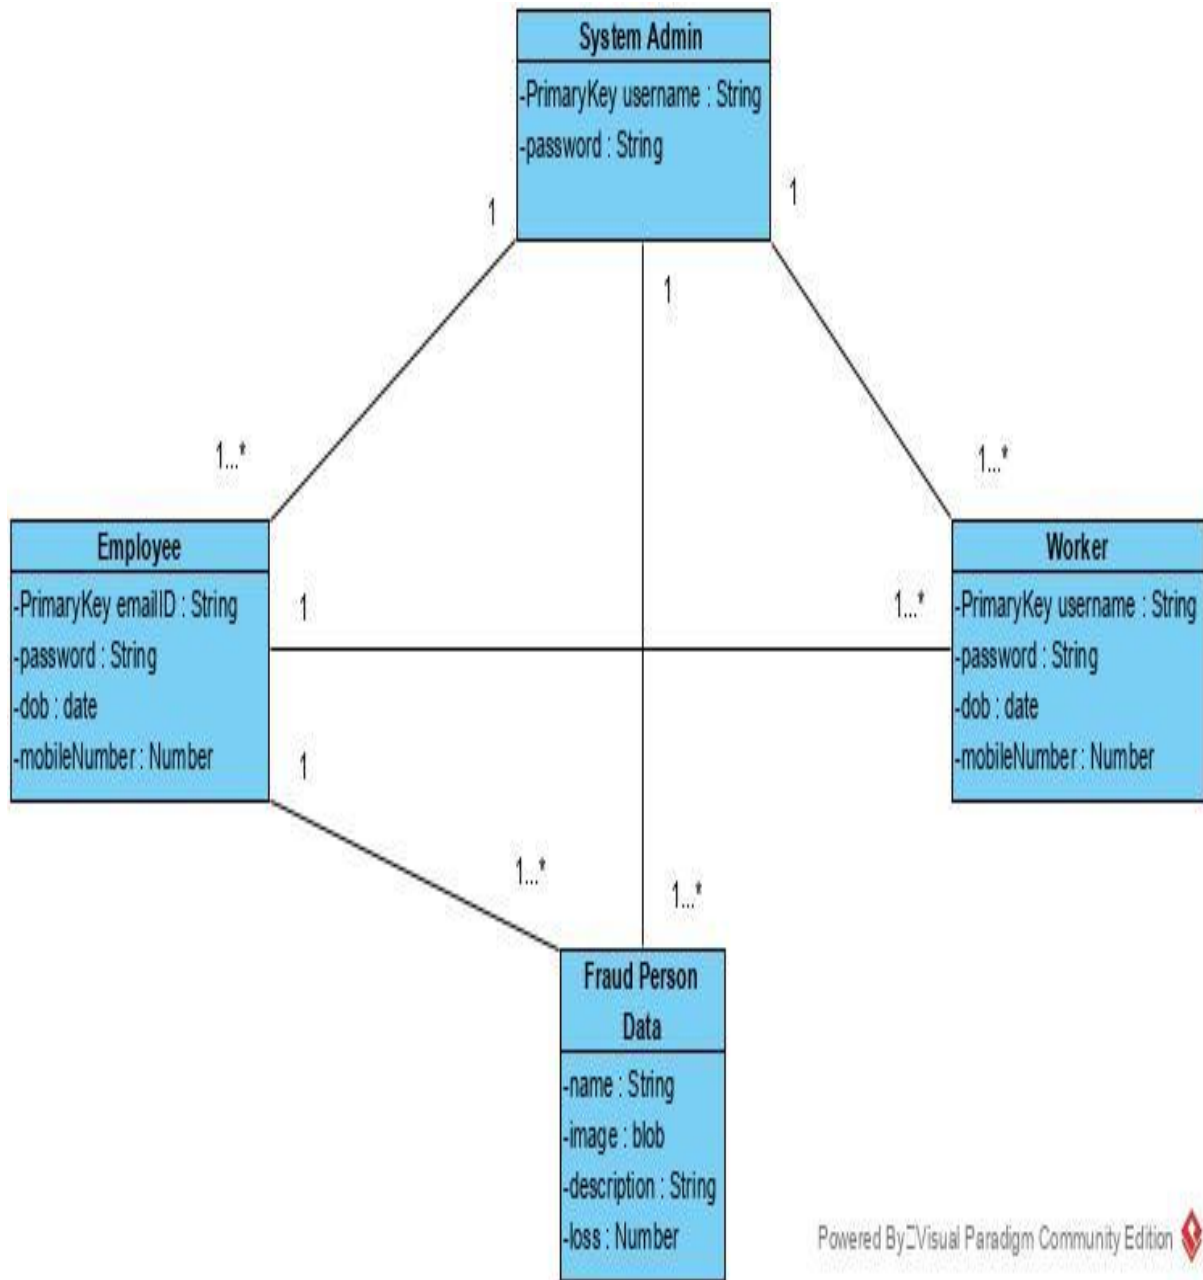 System Admin
-PrimaryKey username : String
-password : String
1
1
1
1...*
1...*
Employee
-PrimaryKey emailID : String
-password : String
-dob : date
-mobileNumber : Number
1
1...*
Worker
-PrimaryKey username : String
-password : String
-dob : date
-mobileNumber : Number
1
1...*
1...*
Fraud Person
Data
-name : String
-image : blob
-description : String
-loss : Number
Powered By Visual Paradigm Community Edition